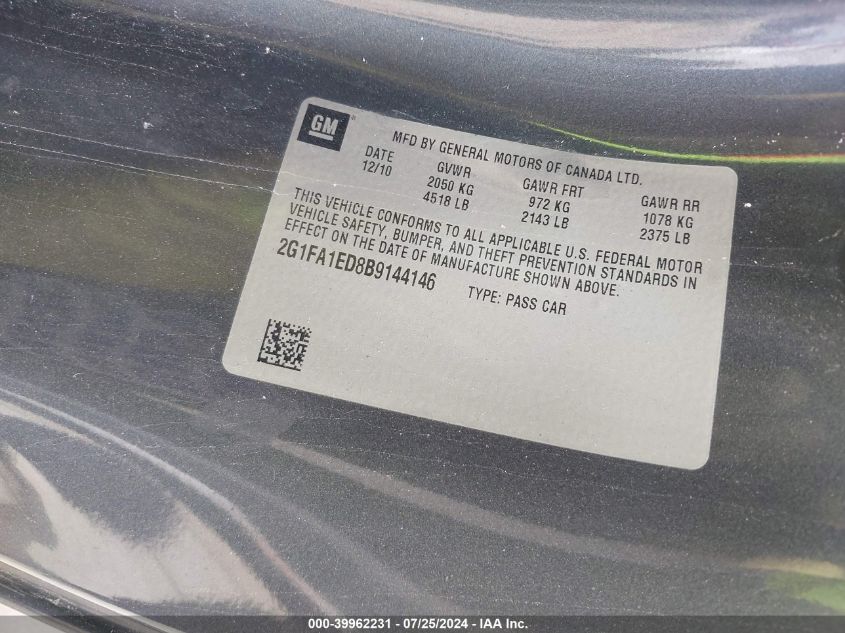 GM
MFD BY GENERAL MOTORS OF CANADA LTD.
DATE GVWR GAWR FRT GAWR RR
12/10 2050 KG 972 KG 1078 KG
4518 LB 2143 LB 2375 LB
THIS VEHICLE CONFORMS TO ALL APPLICABLE U.S. FEDERAL MOTOR
VEHICLE SAFETY, BUMPER, AND THEFT PREVENTION STANDARDS IN
EFFECT ON THE DATE OF MANUFACTURE SHOWN ABOVE.
2G1FA1ED8B9144146 TYPE: PASS CAR
000-39962231 - 07/25/2024 - IAA Inc.